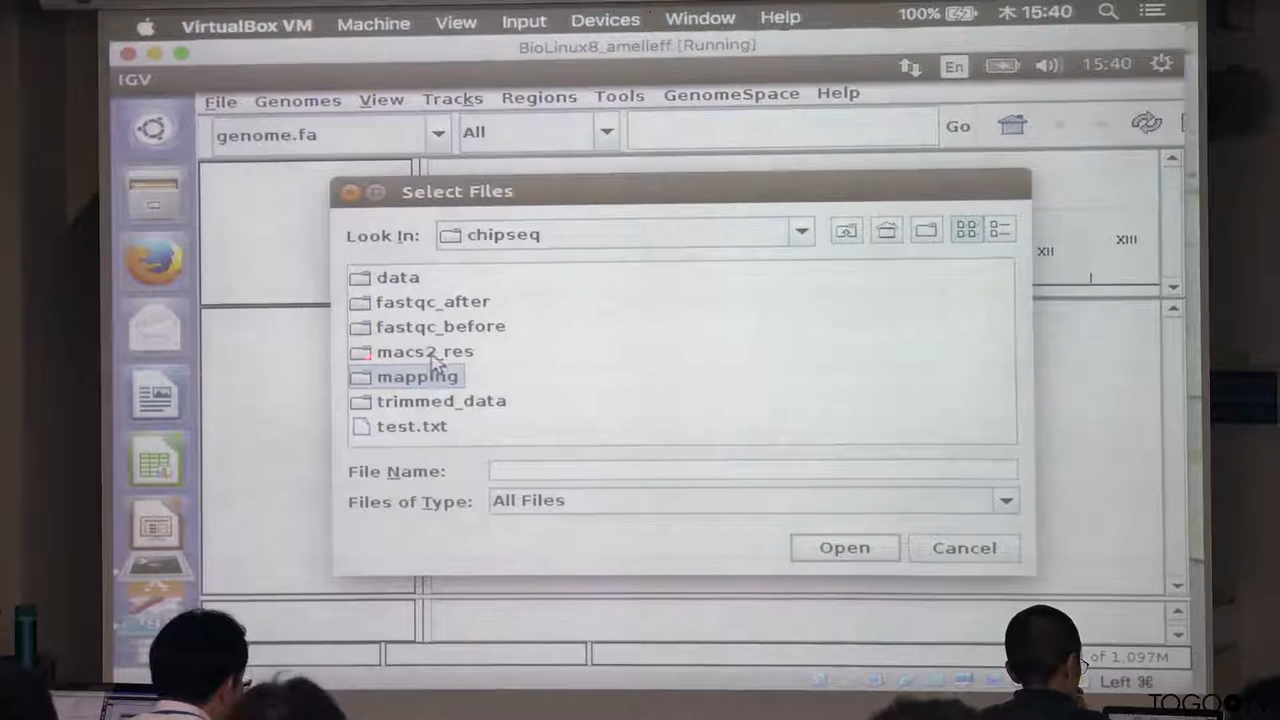 VirtualBox VM Machine View Input Devices Window Help 100% 木 15:40
BioLinux8_amelieff [Running]
IGV En 15:40
File Genomes View Tracks Regions Tools GenomeSpace Help
genome.fa All Go
Select Files
Look In: chipseq
XII XIII
data
fastqc_after
fastqc_before
macs2_res
mapping
trimmed_data
test.txt
File Name:
Files of Type: All Files
Open Cancel
of 1,097M
Left ⌘